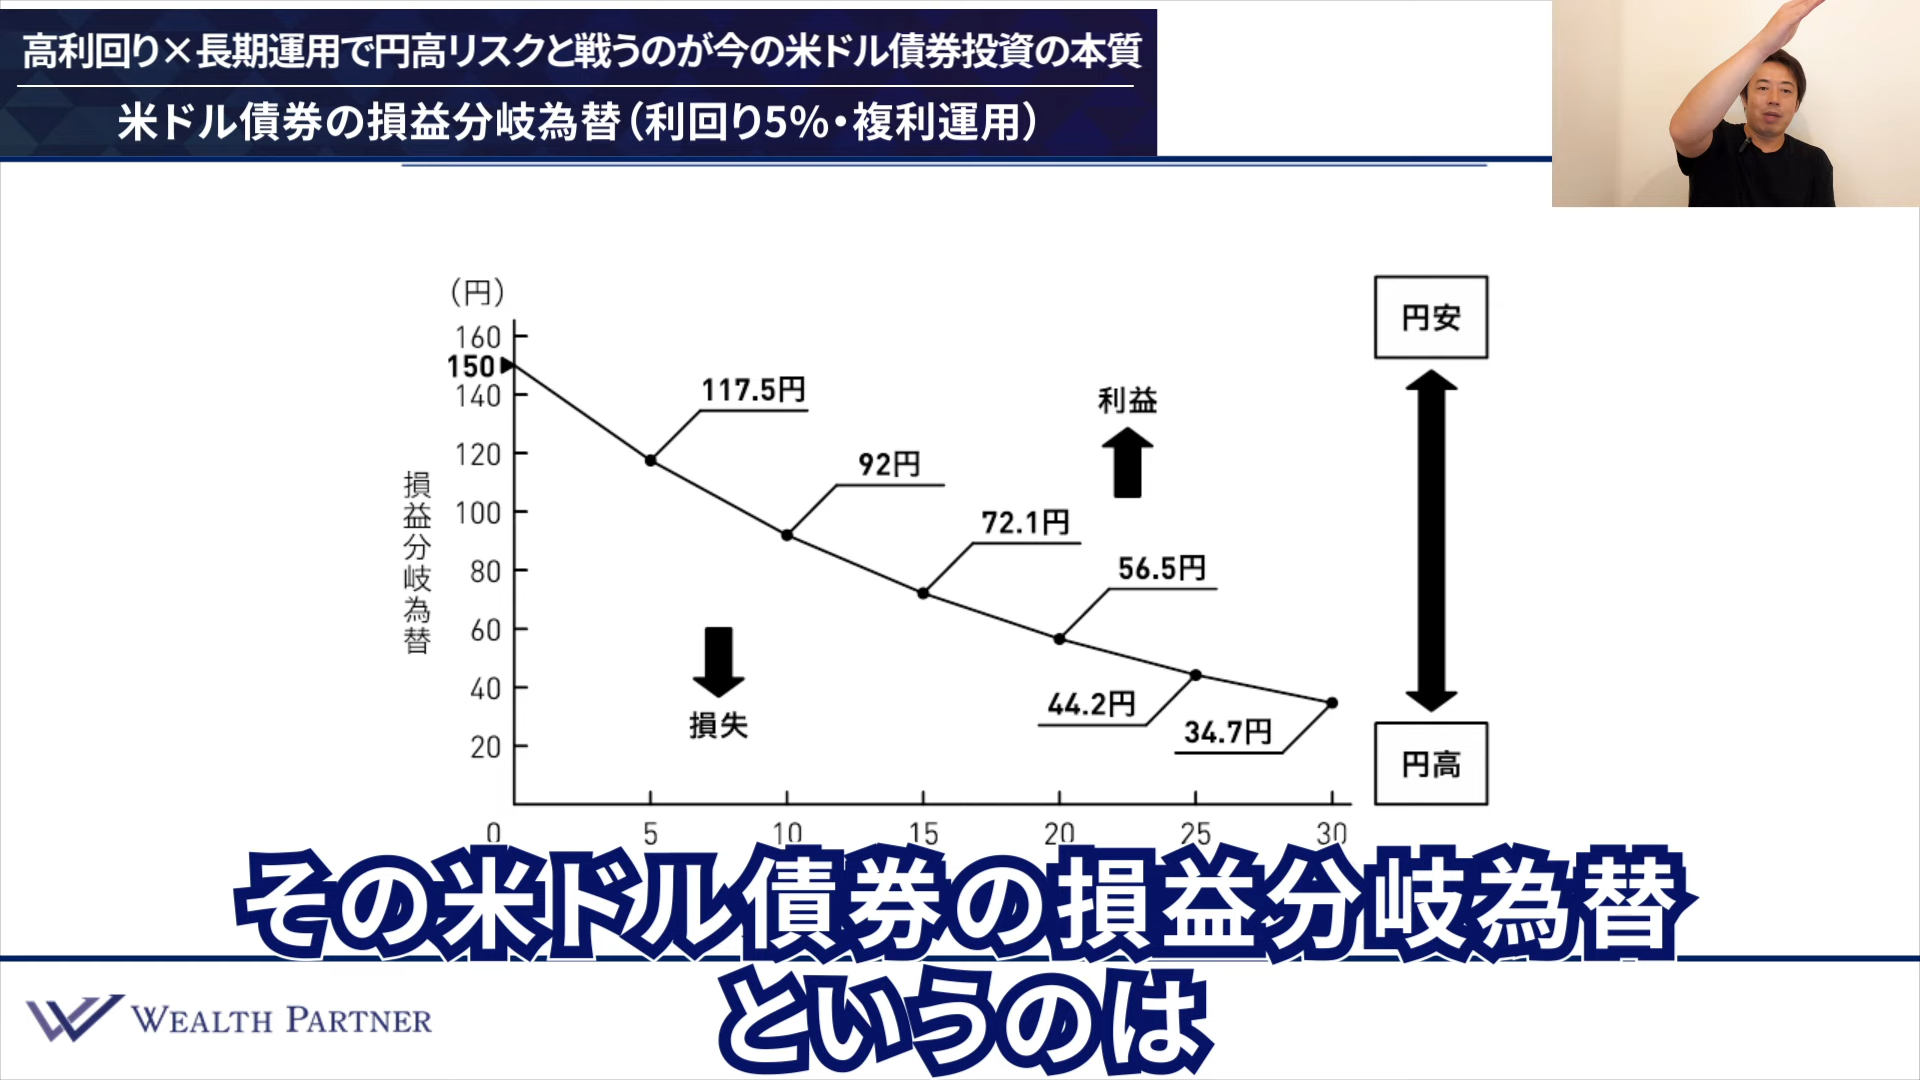 高利回り×長期運用で円高リスクと戦うのが今の米ドル債券投資の本質
米ドル債券の損益分岐為替（利回り5%・複利運用）
（円）
160
150
140
120
100
80
60
40
20
0
5
10
15
20
25
30
損益分岐為替
117.5円
92円
72.1円
56.5円
44.2円
34.7円
利益
損失
円安
円高
その米ドル債券の損益分岐為替
というのは
WEALTH PARTNER